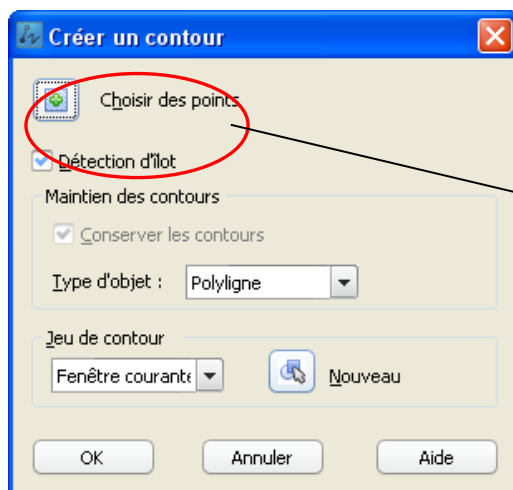 Créer un contour
Choisir des points
Détection d'îlot
Maintien des contours
Conserver les contours
Type d'objet : Polyligne
Jeu de contour
Fenêtre courante Nouveau
OK Annuler Aide